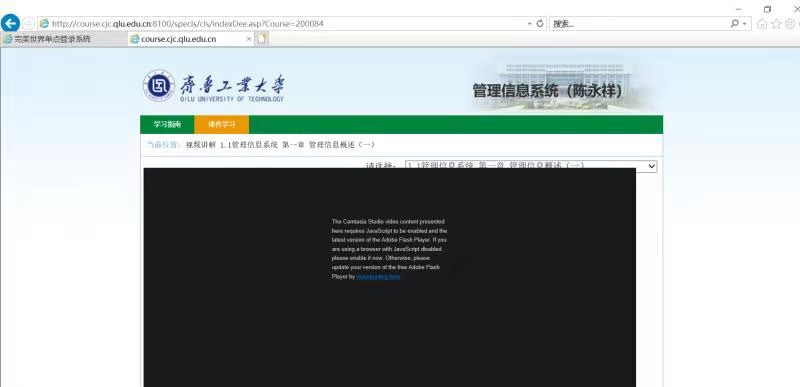 http://course.cjc.qlu.edu.cn:8100/specls/cls/indexDee.asp?Course=200084
搜索...
完美世界单点登录系统
course.cjc.qlu.edu.cn
齐鲁工业大学
QILU UNIVERSITY OF TECHNOLOGY
管理信息系统（陈永祥）
学习指南
课件学习
当前位置：视频讲解 1.1管理信息系统 第一章 管理信息概述（一）
请选择：
1.1管理信息系统 第一章 管理信息概述（一）
The Camtasia Studio video content presented
here requires JavaScript to be enabled and the
latest version of the Adobe Flash Player. If you
are using a browser with JavaScript disabled
please enable it now. Otherwise, please
update your version of the free Adobe Flash
Player by downloading here